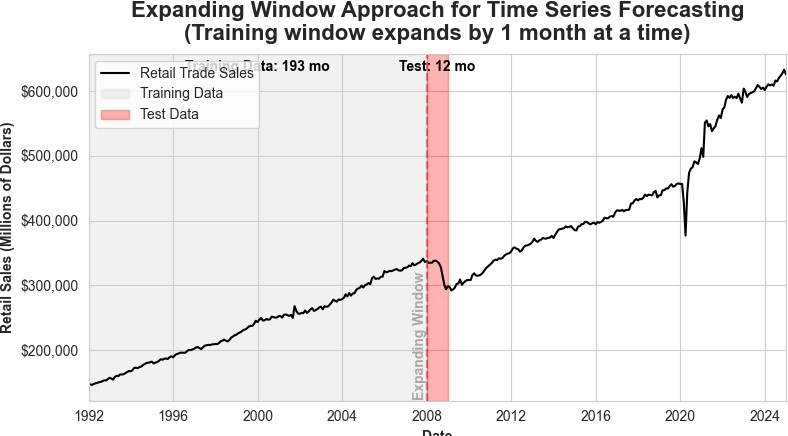 Expanding Window Approach for Time Series Forecasting
(Training window expands by 1 month at a time)
Training Data: 193 mo
Test: 12 mo
Retail Trade Sales
Training Data
Test Data
Retail Sales (Millions of Dollars)
$600,000
$500,000
$400,000
$300,000
$200,000
Expanding Window
1992 1996 2000 2004 2008 2012 2016 2020 2024
Date